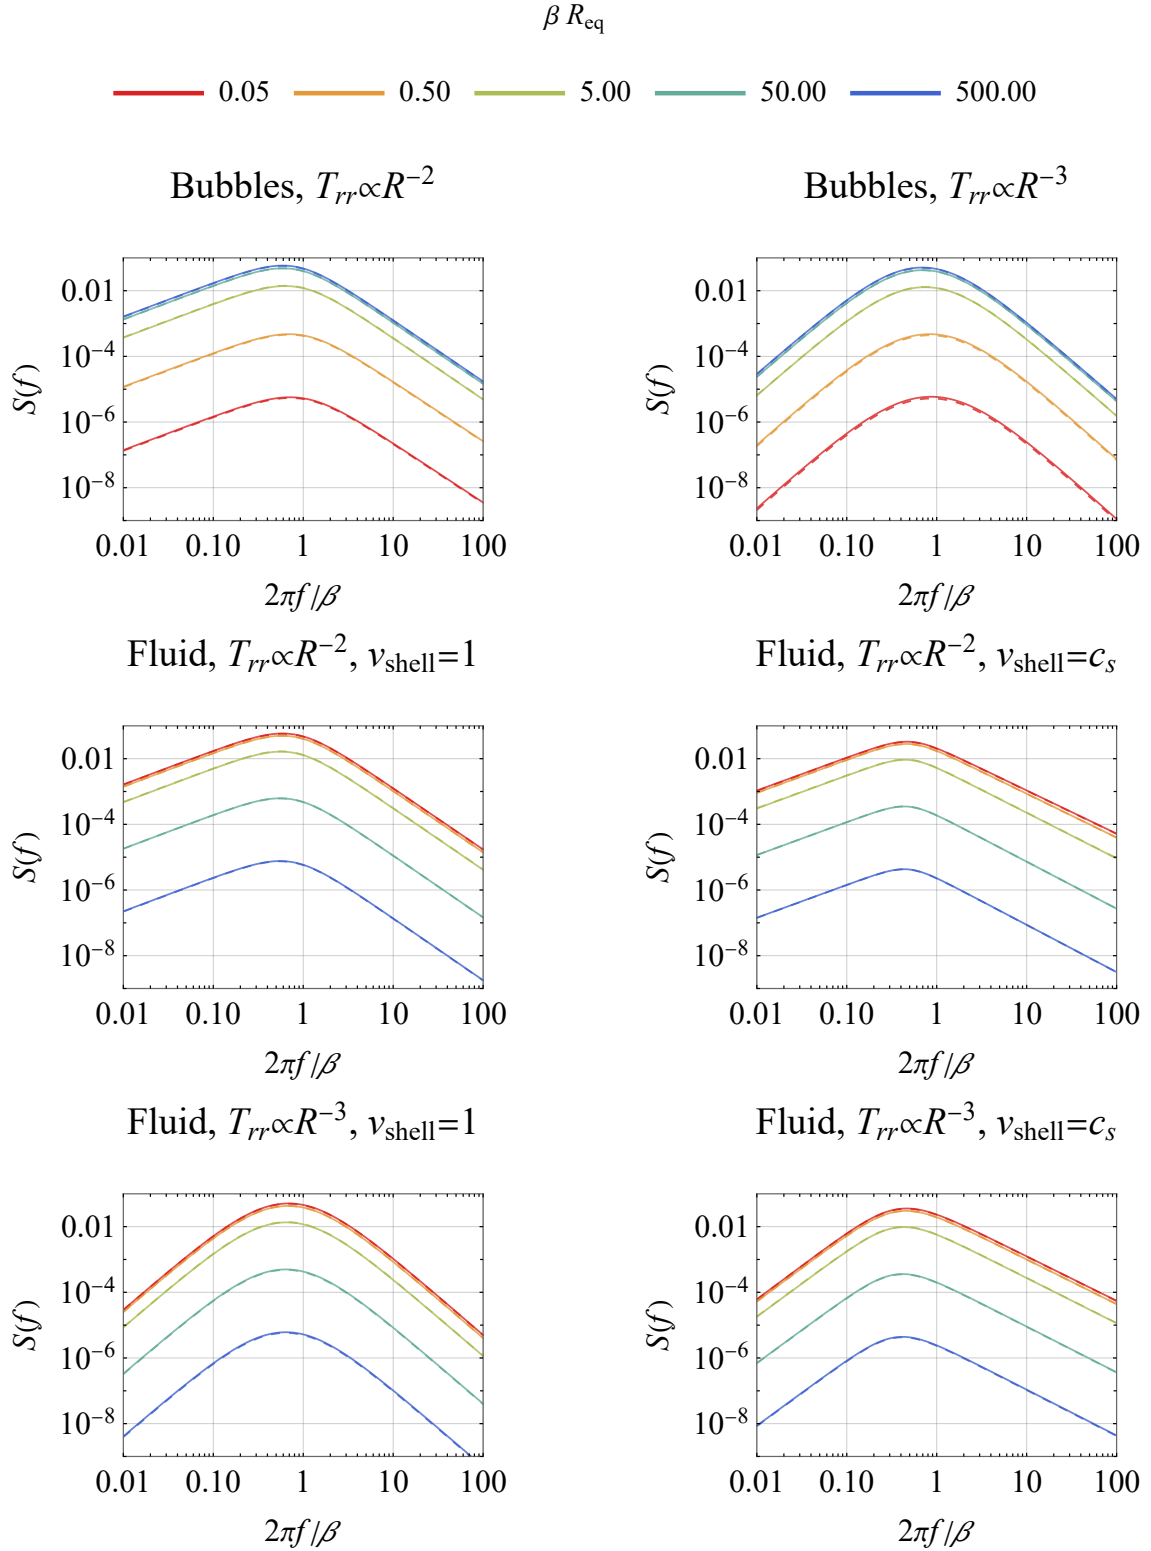 β R_eq
0.05 0.50 5.00 50.00 500.00
Bubbles, T_rr∝R^−2
S(f)
0.01
10^−4
10^−6
10^−8
0.01 0.10 1 10 100
2πf/β
Bubbles, T_rr∝R^−3
S(f)
0.01
10^−4
10^−6
10^−8
0.01 0.10 1 10 100
2πf/β
Fluid, T_rr∝R^−2, v_shell=1
S(f)
0.01
10^−4
10^−6
10^−8
0.01 0.10 1 10 100
2πf/β
Fluid, T_rr∝R^−2, v_shell=c_s
S(f)
0.01
10^−4
10^−6
10^−8
0.01 0.10 1 10 100
2πf/β
Fluid, T_rr∝R^−3, v_shell=1
S(f)
0.01
10^−4
10^−6
10^−8
0.01 0.10 1 10 100
2πf/β
Fluid, T_rr∝R^−3, v_shell=c_s
S(f)
0.01
10^−4
10^−6
10^−8
0.01 0.10 1 10 100
2πf/β